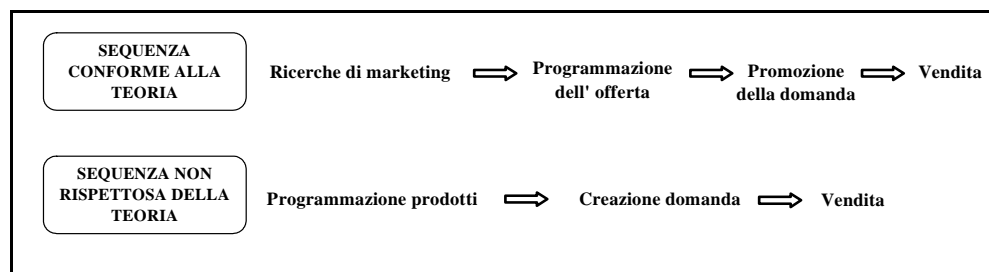 SEQUENZA
CONFORME ALLA
TEORIA
Ricerche di marketing
Programmazione
dell' offerta
Promozione
della domanda
Vendita
SEQUENZA NON
RISPETTOSA DELLA
TEORIA
Programmazione prodotti
Creazione domanda
Vendita